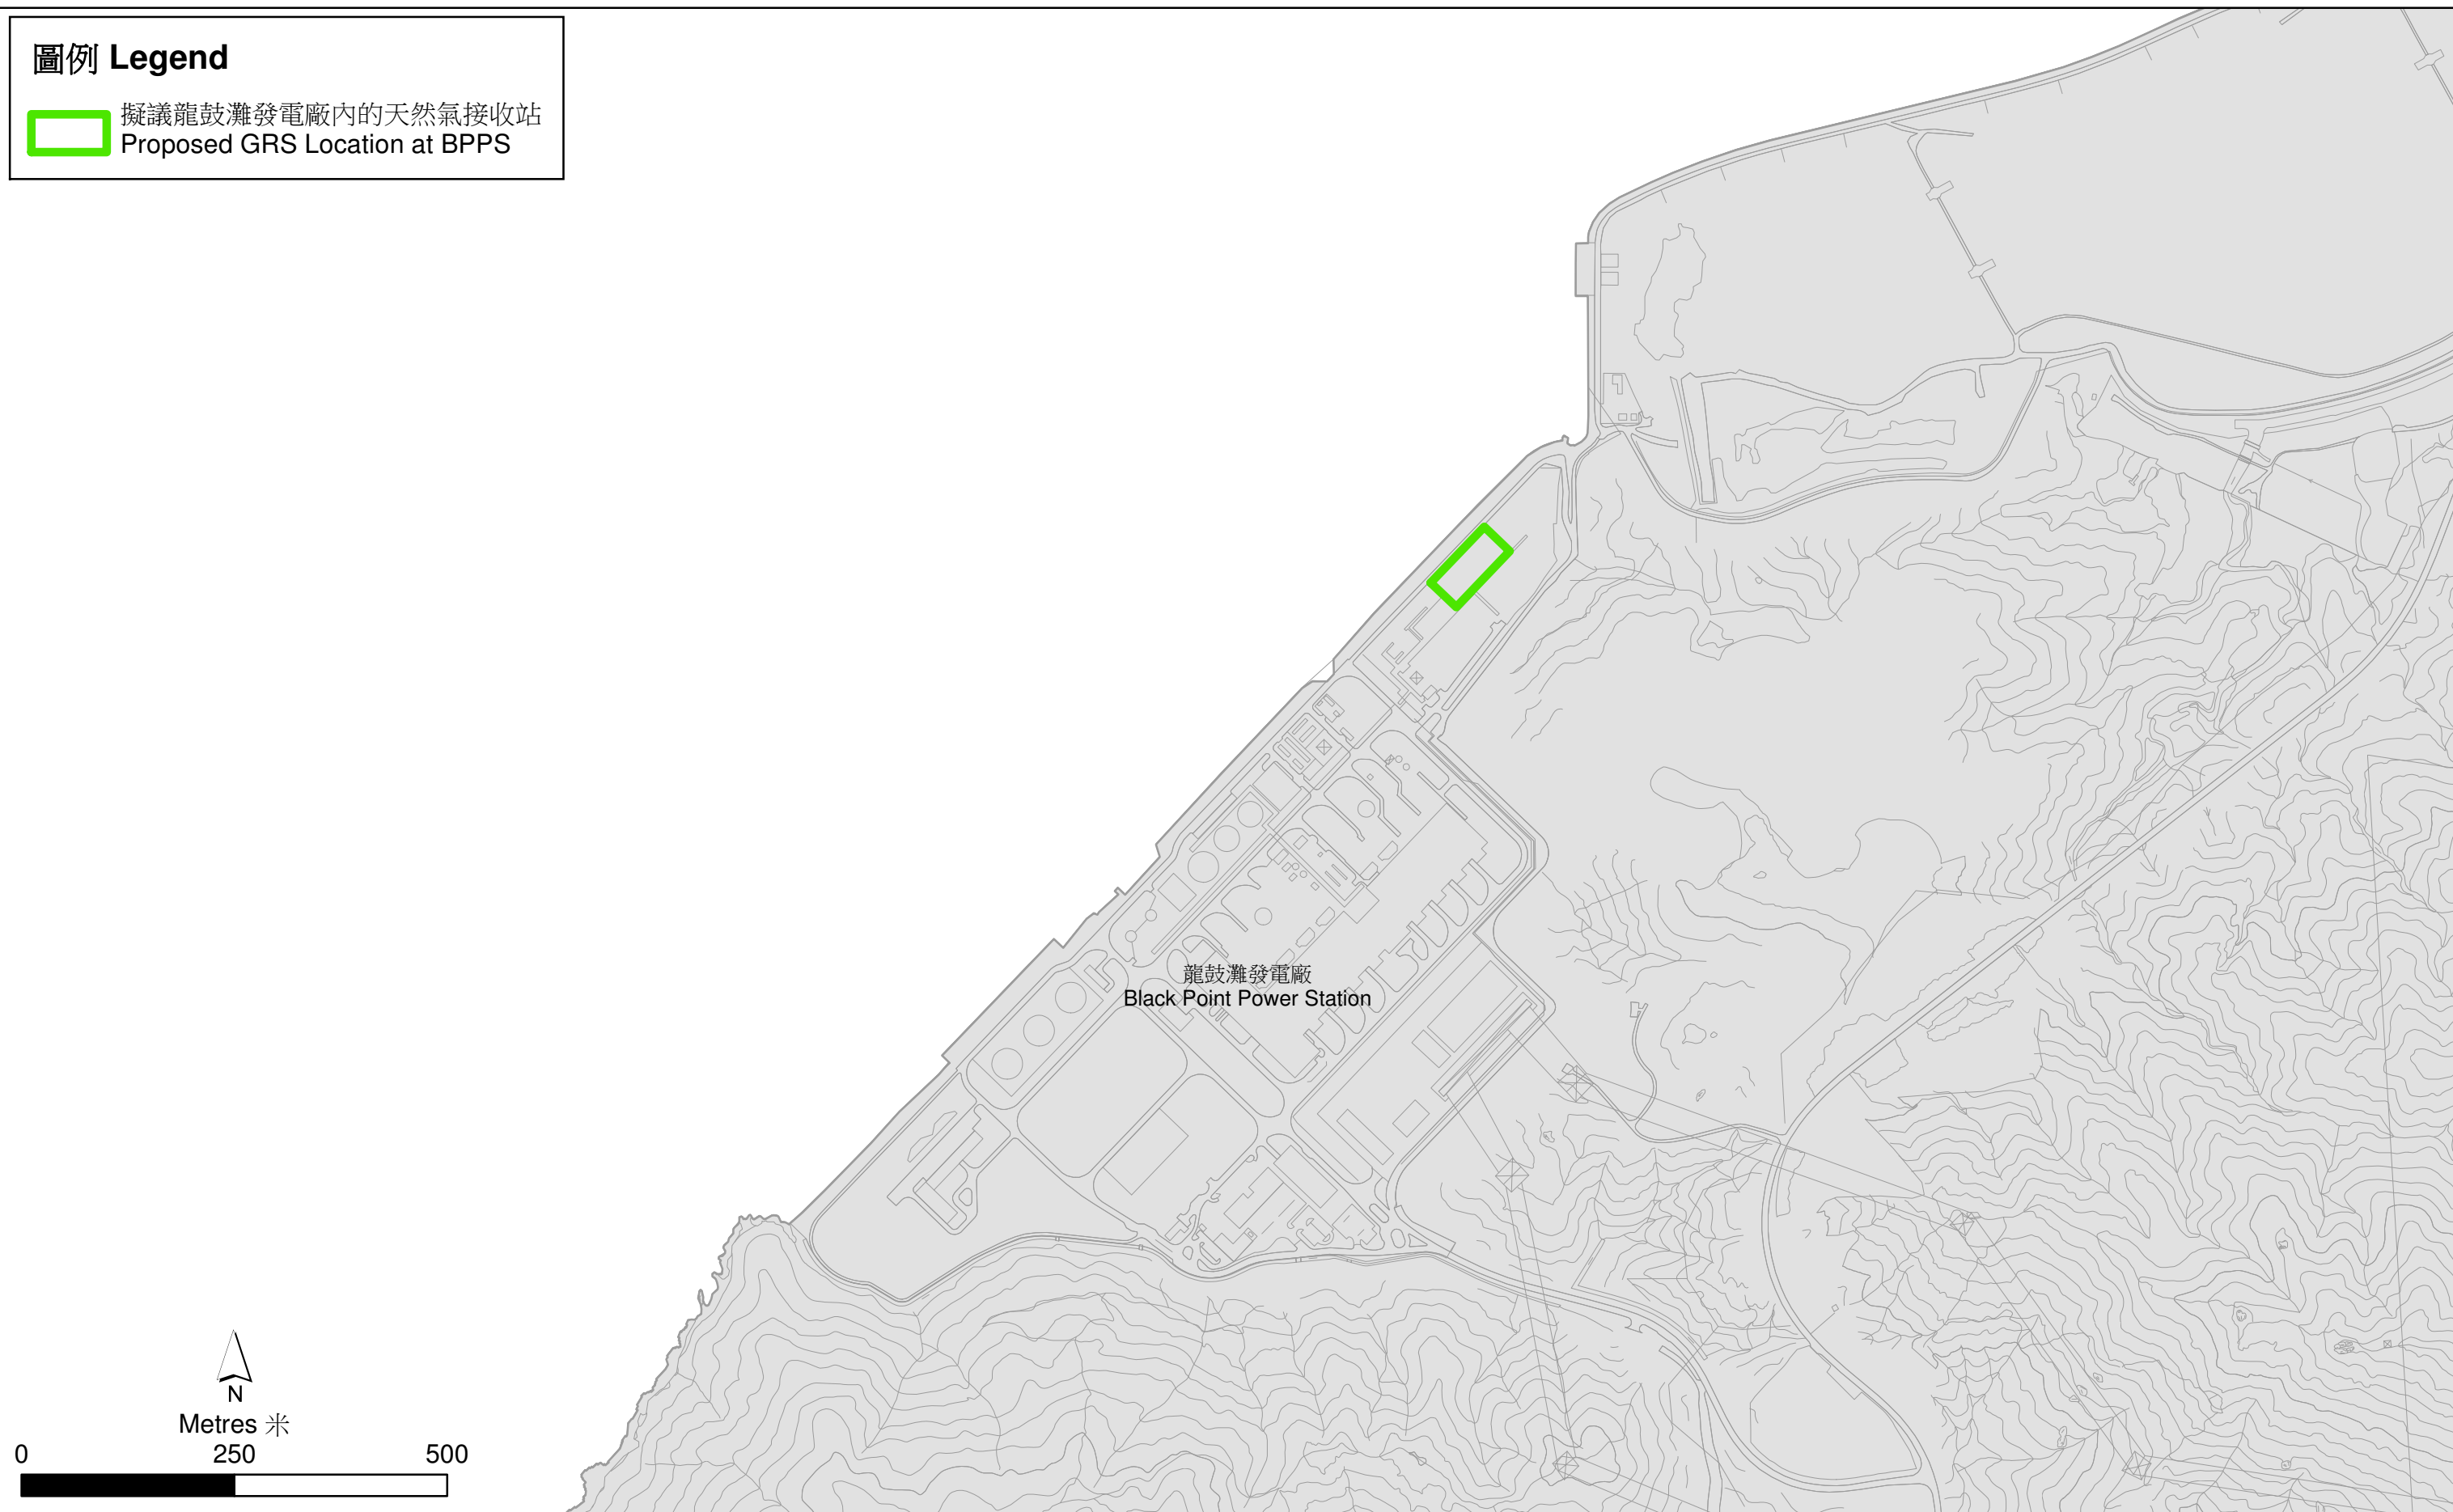 圖例 Legend
擬議龍鼓灘發電廠內的天然氣接收站
Proposed GRS Location at BPPS
龍鼓灘發電廠
Black Point Power Station
N
Metres 米
0 250 500